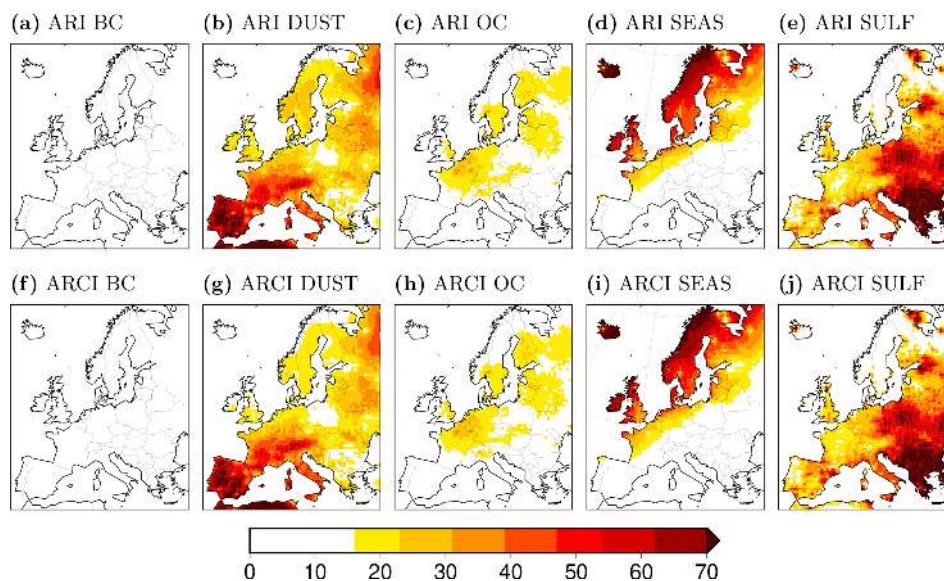 (a) ARI BC (b) ARI DUST (c) ARI OC (d) ARI SEAS (e) ARI SULF
(f) ARCI BC (g) ARCI DUST (h) ARCI OC (i) ARCI SEAS (j) ARCI SULF
0 10 20 30 40 50 60 70